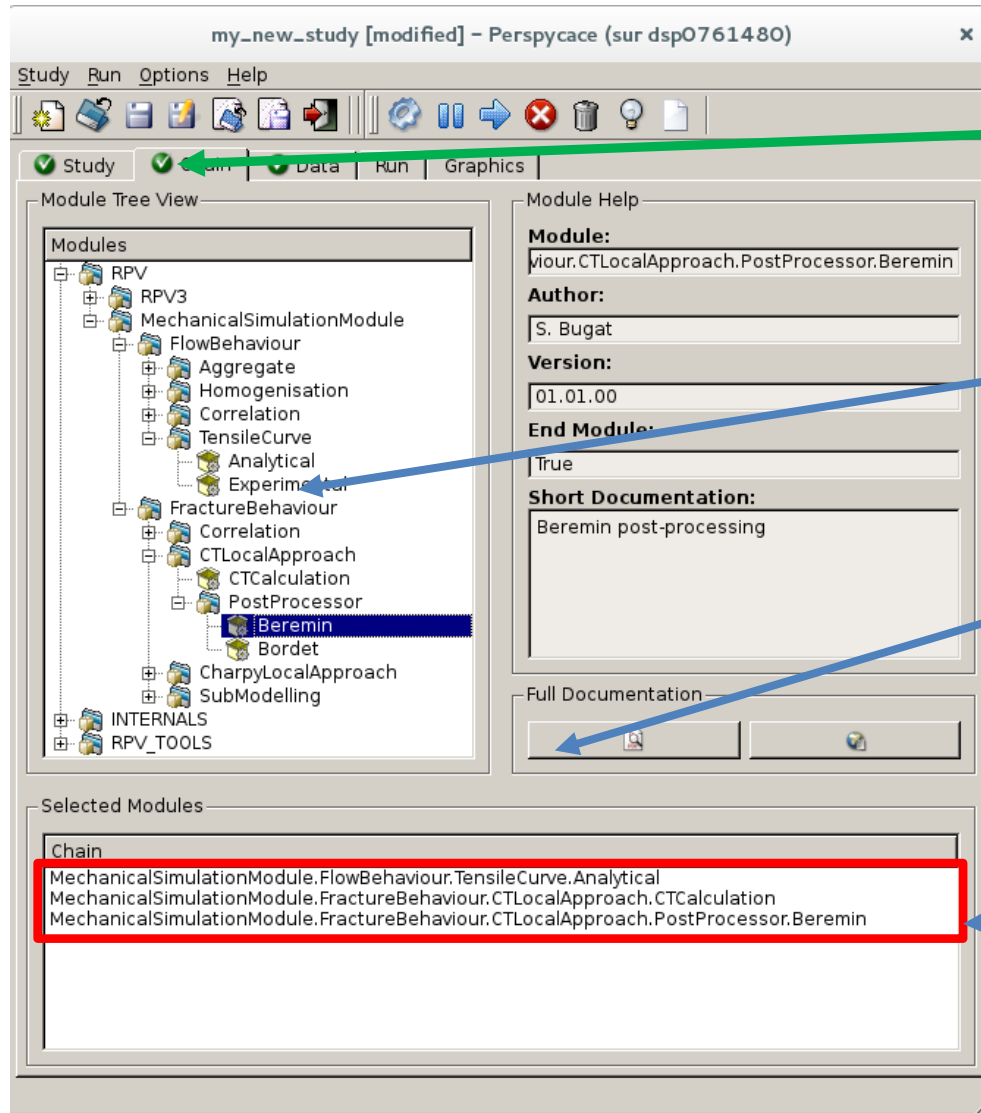 my_new_study [modified] – Perspycace (sur dsp0761480)
Study Run Options Help
Study Chain Data Run Graphics
Module Tree View
Modules
RPV
RPV3
MechanicalSimulationModule
FlowBehaviour
Aggregate
Homogenisation
Correlation
TensileCurve
Analytical
Experimental
FractureBehaviour
Correlation
CTLocalApproach
CTCalculation
PostProcessor
Beremin
Bordet
CharpyLocalApproach
SubModelling
INTERNALS
RPV_TOOLS
Module Help
Module:
viour.CTLocalApproach.PostProcessor.Beremin
Author:
S. Bugat
Version:
01.01.00
End Module:
True
Short Documentation:
Beremin post-processing
Full Documentation
Selected Modules
Chain
MechanicalSimulationModule.FlowBehaviour.TensileCurve.Analytical
MechanicalSimulationModule.FractureBehaviour.CTLocalApproach.CTCalculation
MechanicalSimulationModule.FractureBehaviour.CTLocalApproach.PostProcessor.Beremin